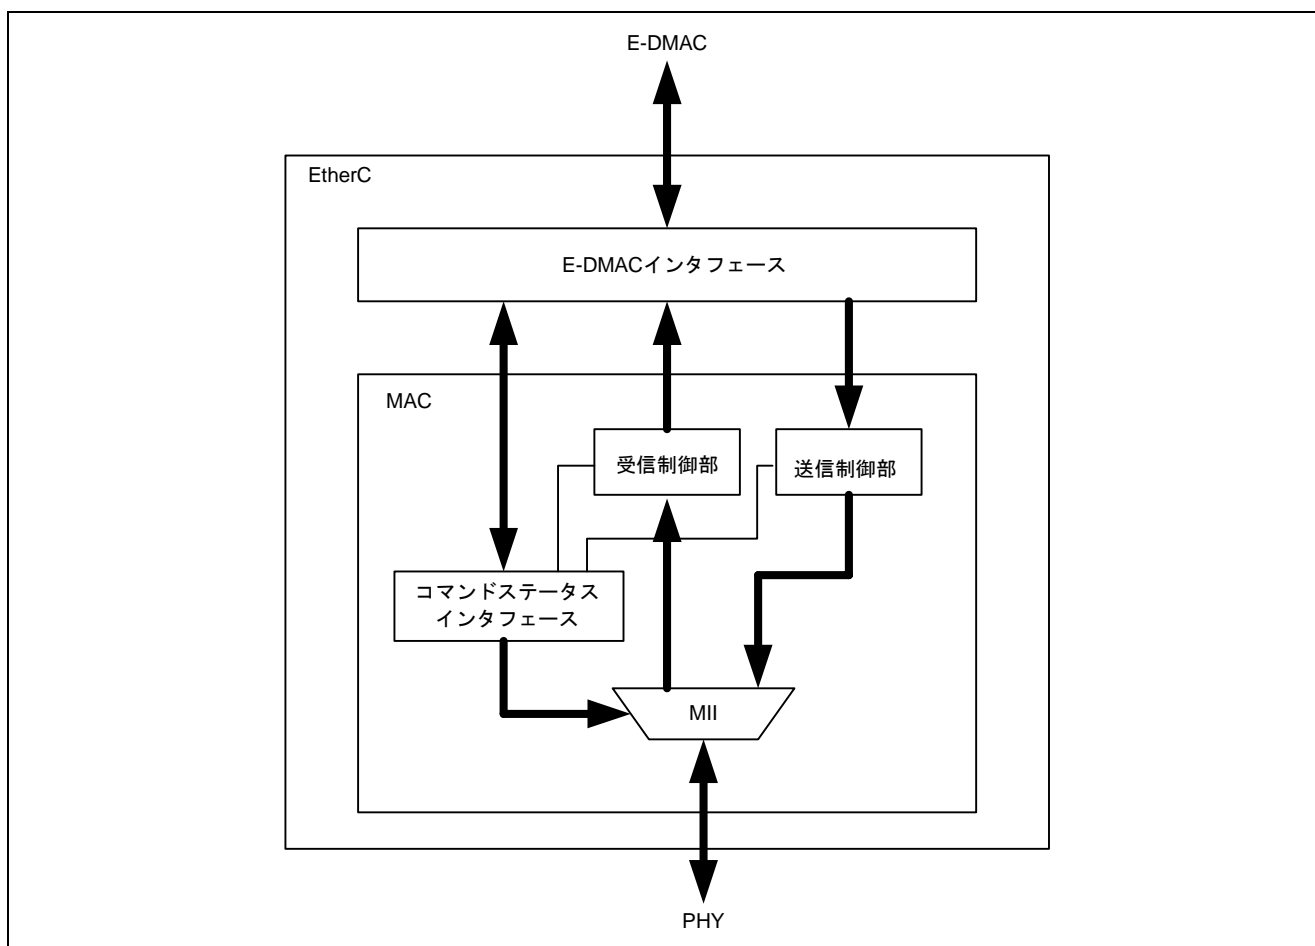 E-DMAC
EtherC
E-DMACインタフェース
MAC
受信制御部
送信制御部
コマンドステータス
インタフェース
MII
PHY